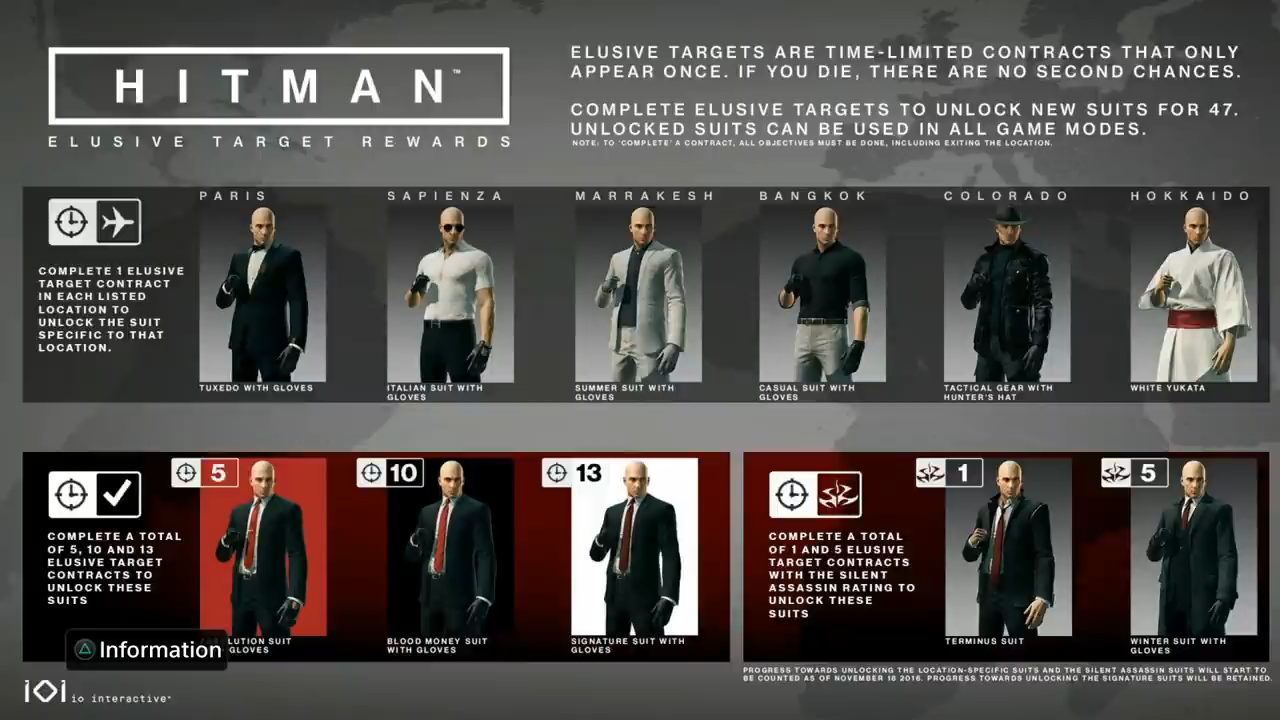 HITMAN™
ELUSIVE TARGET REWARDS
ELUSIVE TARGETS ARE TIME-LIMITED CONTRACTS THAT ONLY
APPEAR ONCE. IF YOU DIE, THERE ARE NO SECOND CHANCES.
COMPLETE ELUSIVE TARGETS TO UNLOCK NEW SUITS FOR 47.
UNLOCKED SUITS CAN BE USED IN ALL GAME MODES.
NOTE: TO 'COMPLETE' A CONTRACT, ALL OBJECTIVES MUST BE DONE, INCLUDING EXITING THE LOCATION.
COMPLETE 1 ELUSIVE
TARGET CONTRACT
IN EACH LISTED
LOCATION TO
UNLOCK THE SUIT
SPECIFIC TO THAT
LOCATION.
PARIS
TUXEDO WITH GLOVES
SAPIENZA
ITALIAN SUIT WITH
GLOVES
MARRAKESH
SUMMER SUIT WITH
GLOVES
BANGKOK
CASUAL SUIT WITH
GLOVES
COLORADO
TACTICAL GEAR WITH
HUNTER'S HAT
HOKKAIDO
WHITE YUKATA
COMPLETE A TOTAL
OF 5, 10 AND 13
ELUSIVE TARGET
CONTRACTS TO
UNLOCK THESE
SUITS
5
LUTION SUIT
GLOVES
10
BLOOD MONEY SUIT
WITH GLOVES
13
SIGNATURE SUIT WITH
GLOVES
COMPLETE A TOTAL
OF 1 AND 5 ELUSIVE
TARGET CONTRACTS
WITH THE SILENT
ASSASSIN RATING TO
UNLOCK THESE
SUITS
1
TERMINUS SUIT
5
WINTER SUIT WITH
GLOVES
Information
iOi io interactive™
PROGRESS TOWARDS UNLOCKING THE LOCATION-SPECIFIC SUITS AND THE SILENT ASSASSIN SUITS WILL START TO
BE COUNTED AS OF NOVEMBER 18 2016. PROGRESS TOWARDS UNLOCKING THE SIGNATURE SUITS WILL BE RETAINED.